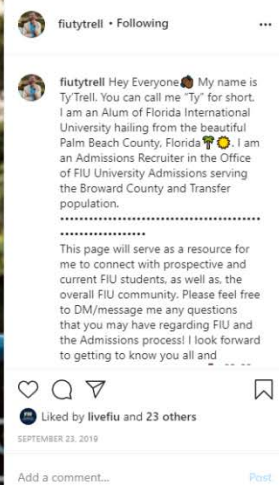 fiutytrell • Following
fiutytrell Hey Everyone🙋🏾 My name is
Ty'Trell. You can call me "Ty" for short.
I am an Alum of Florida International
University hailing from the beautiful
Palm Beach County, Florida🌴🌞. I am
an Admissions Recruiter in the Office
of FIU University Admissions serving
the Broward County and Transfer
population.
••••••••••••••••••••••••••••••••••••••••••
••••••••••••••••••
This page will serve as a resource for
me to connect with prospective and
current FIU students, as well as, the
overall FIU community. Please feel free
to DM/message me any questions
that you may have regarding FIU and
the Admissions process! I look forward
to getting to know you all and
Liked by livefiu and 23 others
SEPTEMBER 23, 2019
Add a comment... Post